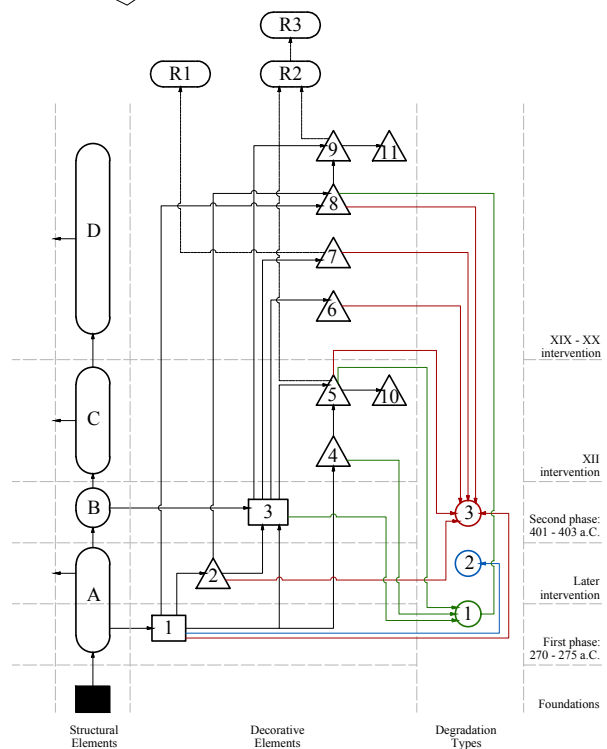 R3
R1
R2
9
11
8
D
7
6
XIX - XX
intervention
5
10
C
4
XII
intervention
B
3
3
Second phase:
401 - 403 a.C.
2
2
Later
intervention
A
1
1
First phase:
270 - 275 a.C.
Foundations
Structural
Elements
Decorative
Elements
Degradation
Types